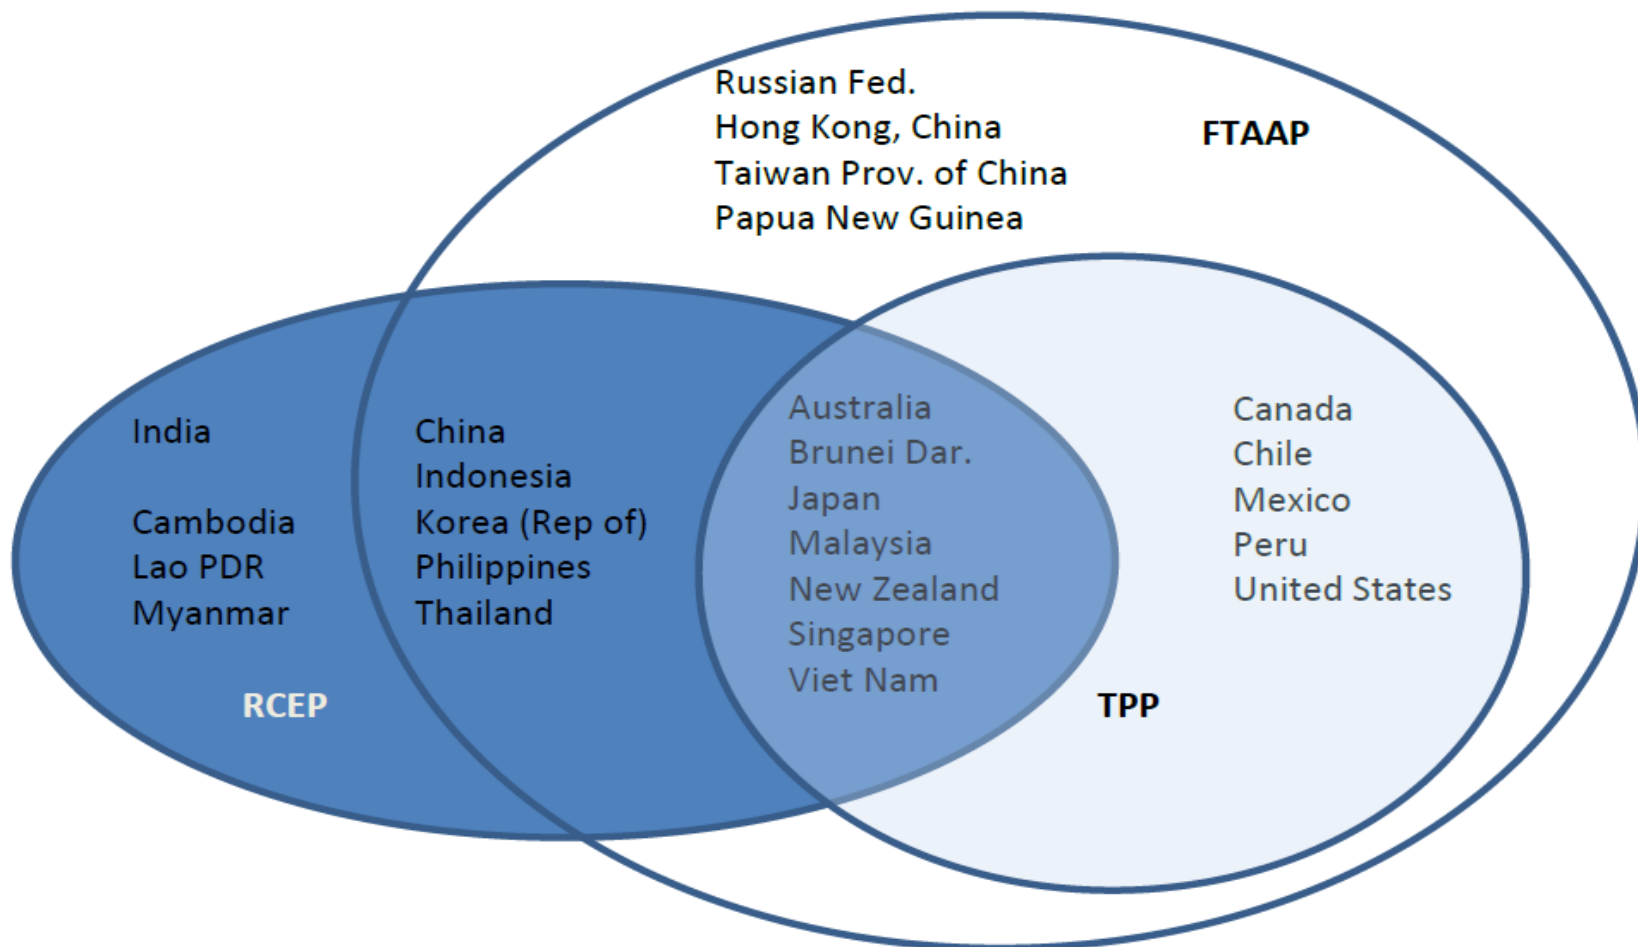 Russian Fed.
Hong Kong, China
Taiwan Prov. of China
Papua New Guinea
FTAAP
India
Cambodia
Lao PDR
Myanmar
RCEP
China
Indonesia
Korea (Rep of)
Philippines
Thailand
Australia
Brunei Dar.
Japan
Malaysia
New Zealand
Singapore
Viet Nam
Canada
Chile
Mexico
Peru
United States
TPP